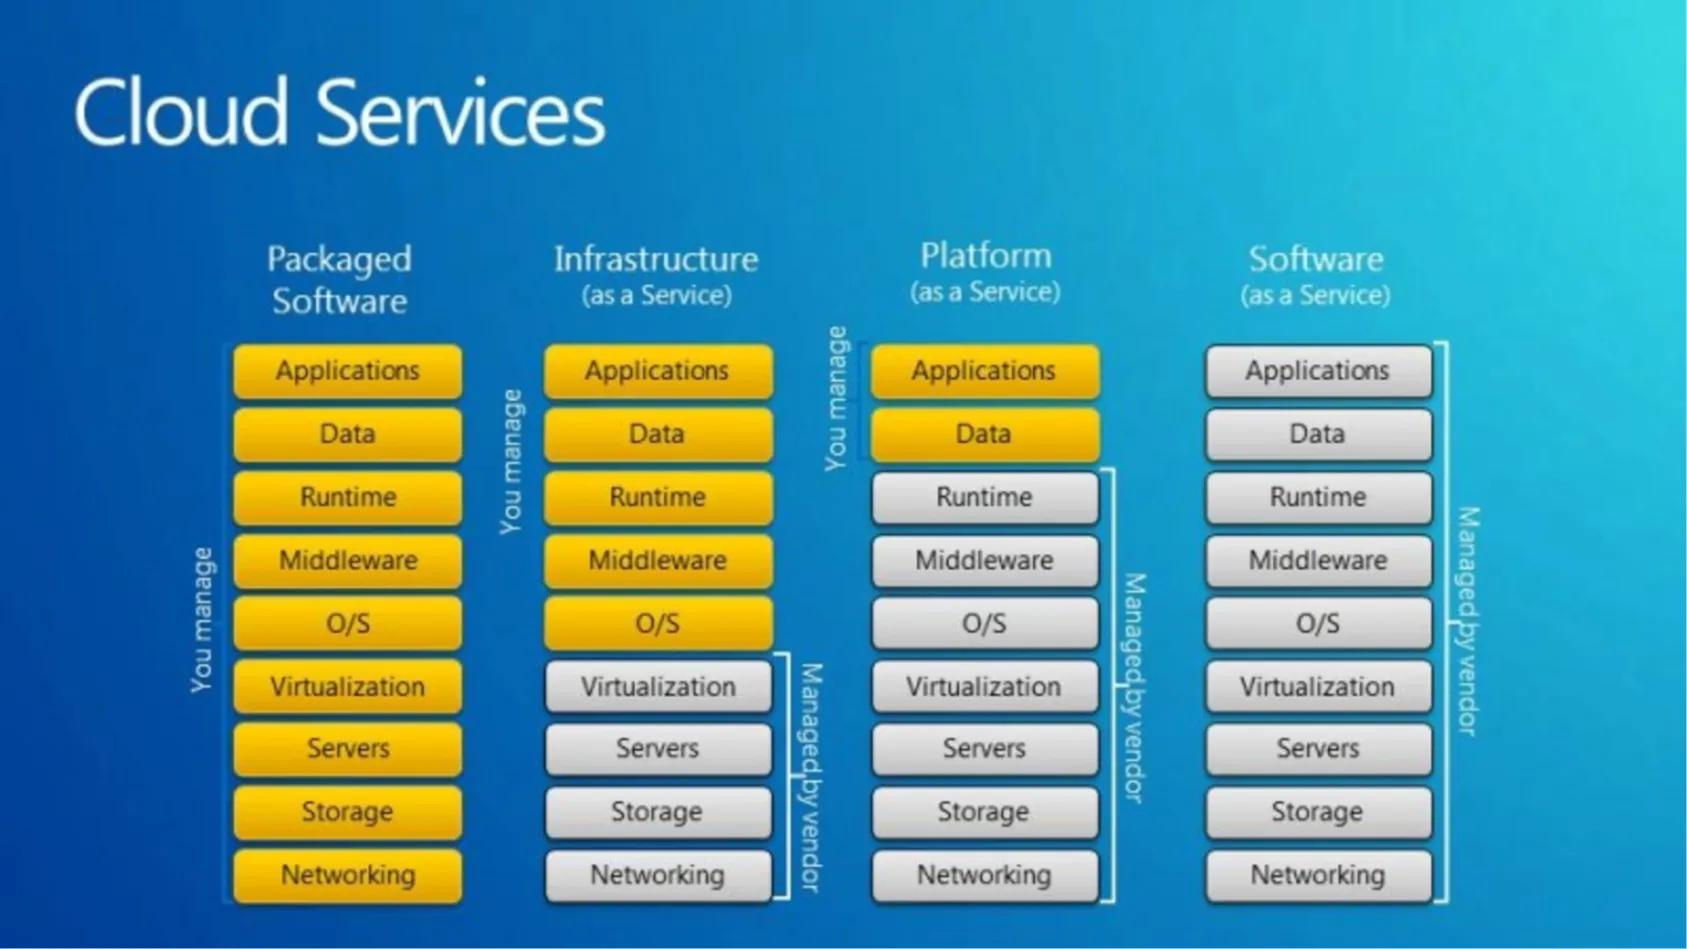 Cloud Services
Packaged
Software
You manage
Applications
Data
Runtime
Middleware
O/S
Virtualization
Servers
Storage
Networking
Infrastructure
(as a Service)
You manage
Applications
Data
Runtime
Middleware
O/S
Virtualization
Servers
Storage
Networking
Managed by vendor
Platform
(as a Service)
You manage
Applications
Data
Runtime
Middleware
O/S
Virtualization
Servers
Storage
Networking
Managed by vendor
Software
(as a Service)
Applications
Data
Runtime
Middleware
O/S
Virtualization
Servers
Storage
Networking
Managed by vendor